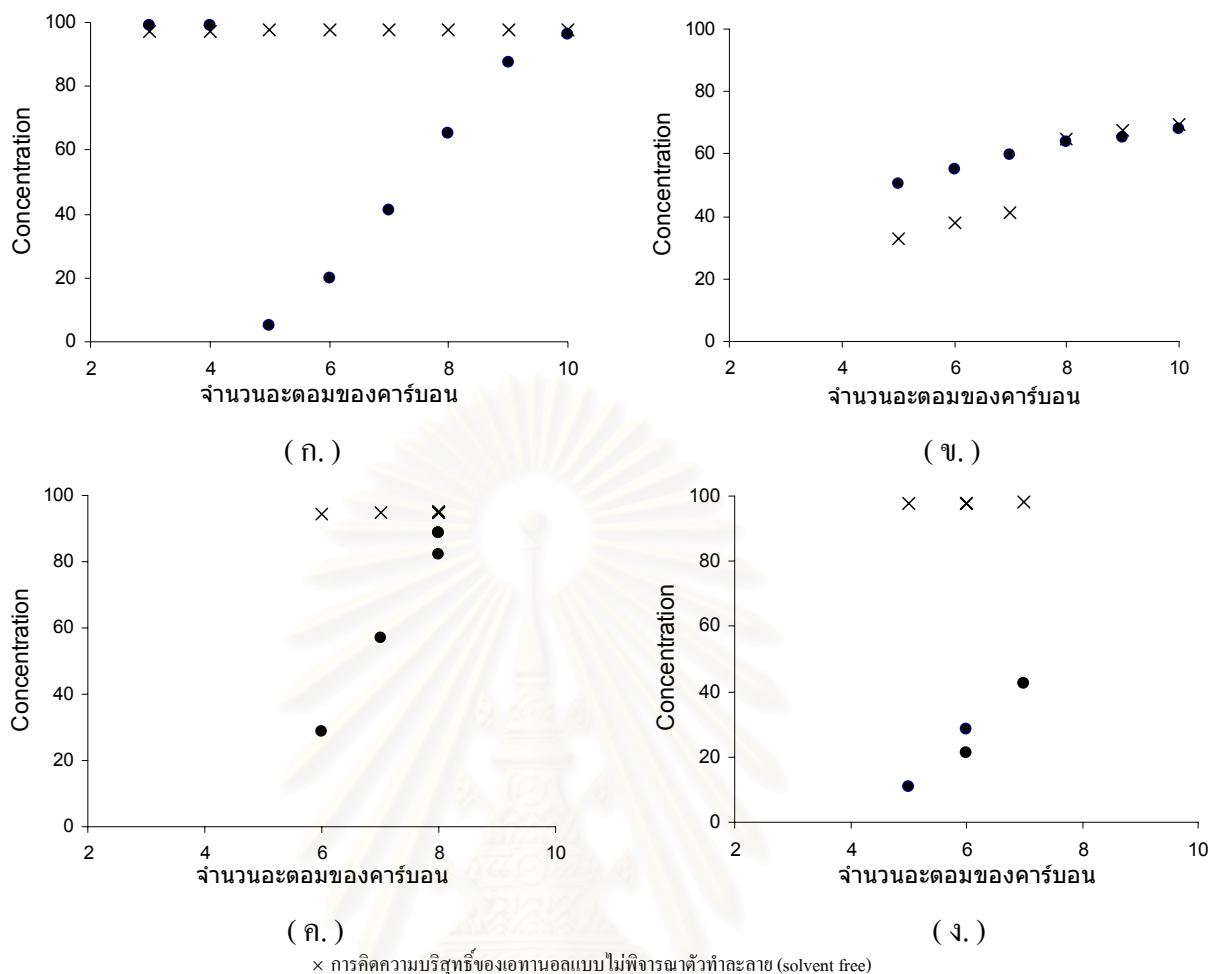 100
80
60
40
20
0
Concentration
2 4 6 8 10
จำนวนอะตอมของคาร์บอน
( ก. )
100
80
60
40
20
0
Concentration
2 4 6 8 10
จำนวนอะตอมของคาร์บอน
( ข. )
100
80
60
40
20
0
Concentration
2 4 6 8 10
จำนวนอะตอมของคาร์บอน
( ค. )
100
80
60
40
20
0
Concentration
2 4 6 8 10
จำนวนอะตอมของคาร์บอน
( ง. )
× การคิดความบริสุทธิ์ของเอทานอลแบบไม่พิจารณาตัวทำละลาย (solvent free)